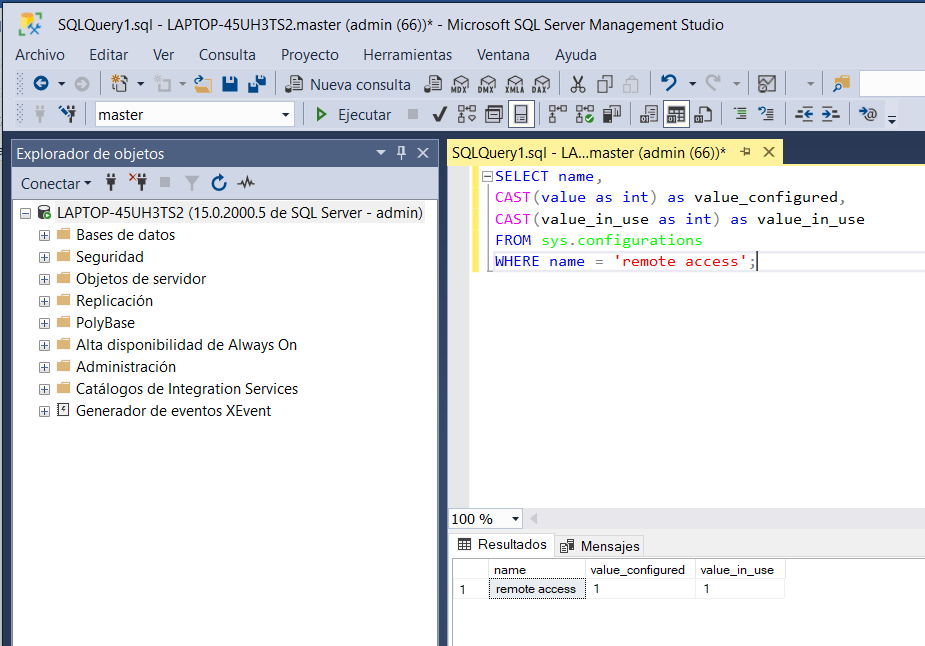 SQLQuery1.sql - LAPTOP-45UH3TS2.master (admin (66))* - Microsoft SQL Server Management Studio
Archivo Editar Ver Consulta Proyecto Herramientas Ventana Ayuda
Nueva consulta MDX DMX XMLA DAX
master Ejecutar
Explorador de objetos
Conectar
LAPTOP-45UH3TS2 (15.0.2000.5 de SQL Server - admin)
Bases de datos
Seguridad
Objetos de servidor
Replicación
PolyBase
Alta disponibilidad de Always On
Administración
Catálogos de Integration Services
Generador de eventos XEvent
SQLQuery1.sql - LA...master (admin (66))*
SELECT name,
CAST(value as int) as value_configured,
CAST(value_in_use as int) as value_in_use
FROM sys.configurations
WHERE name = 'remote access';
100 %
Resultados Mensajes
name value_configured value_in_use
1 remote access 1 1